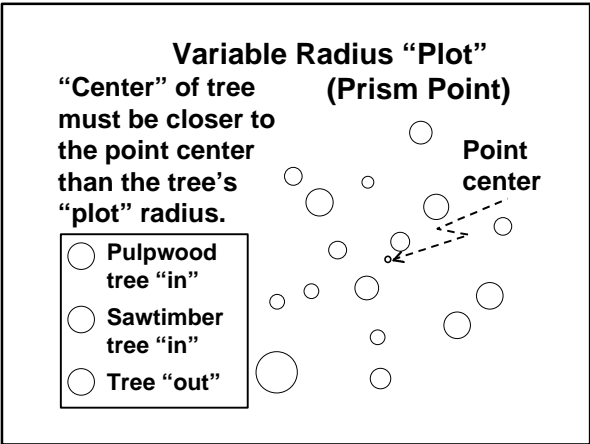 Variable Radius “Plot”
(Prism Point)
“Center” of tree
must be closer to
the point center
than the tree’s
“plot” radius.
Point
center
Pulpwood
tree “in”
Sawtimber
tree “in”
Tree “out”